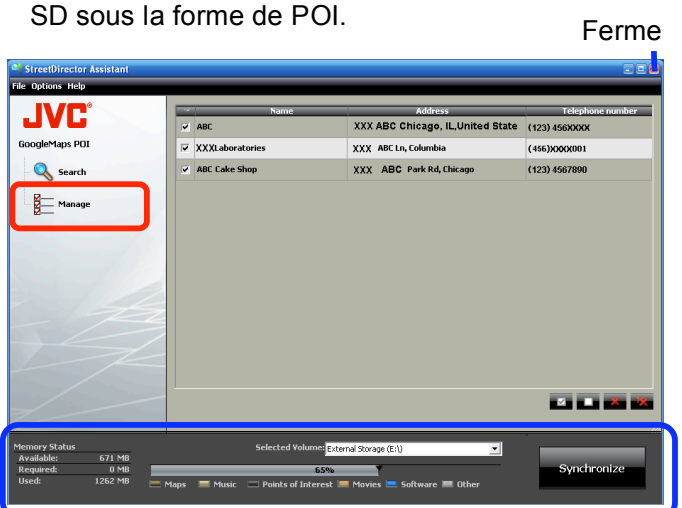 SD sous la forme de POI.
Ferme
StreetDirector Assistant
File Options Help
JVC®
GoogleMaps POI
Search
Manage
Name Address Telephone number
ABC XXX ABC Chicago, IL,United State (123) 456XXXX
XXXLaboratories XXX ABC Ln, Columbia (456)XXXX001
ABC Cake Shop XXX ABC Park Rd, Chicago (123) 4567890
Memory Status
Available: 671 MB
Required: 0 MB
Used: 1262 MB
Selected Volume: External Storage (E:\)
65%
Maps Music Points of Interest Movies Software Other
Synchronize